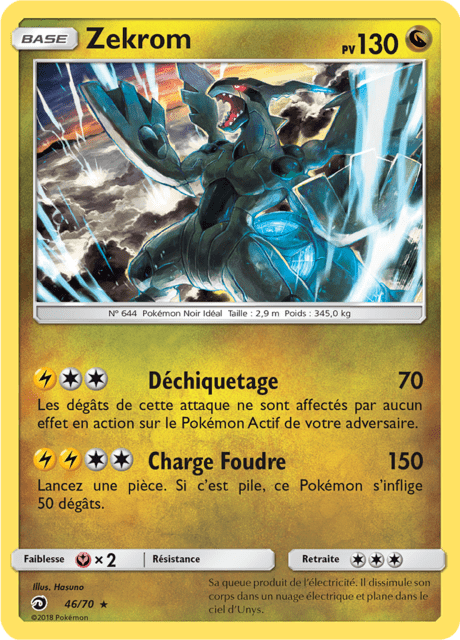 BASE Zekrom PV 130
N° 644 Pokémon Noir Idéal Taille : 2,9 m Poids : 345,0 kg
Déchiquetage 70
Les dégâts de cette attaque ne sont affectés par aucun
effet en action sur le Pokémon Actif de votre adversaire.
Charge Foudre 150
Lancez une pièce. Si c'est pile, ce Pokémon s'inflige
50 dégâts.
Faiblesse × 2 Résistance Retraite
Illus. Hasuno
46/70 ★
©2018 Pokémon
Sa queue produit de l'électricité. Il dissimule son
corps dans un nuage électrique et plane dans le
ciel d'Unys.